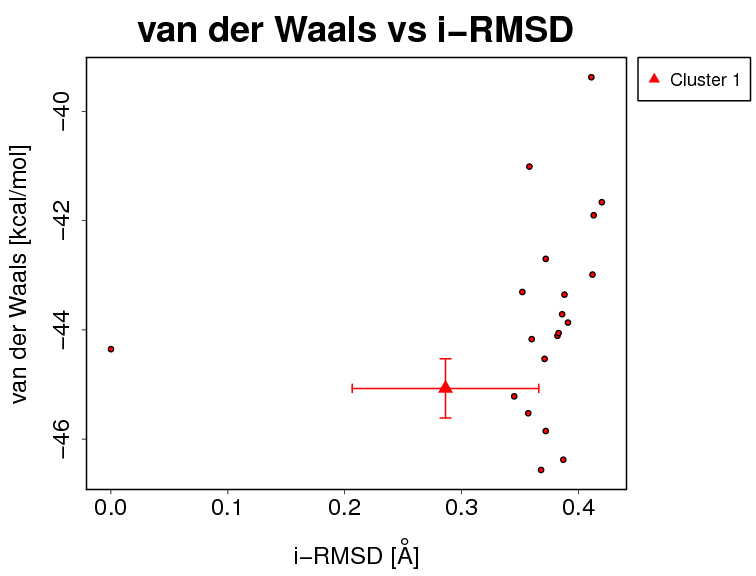 van der Waals vs i−RMSD
Cluster 1
van der Waals [kcal/mol]
−40
−42
−44
−46
0.0 0.1 0.2 0.3 0.4
i−RMSD [Å]